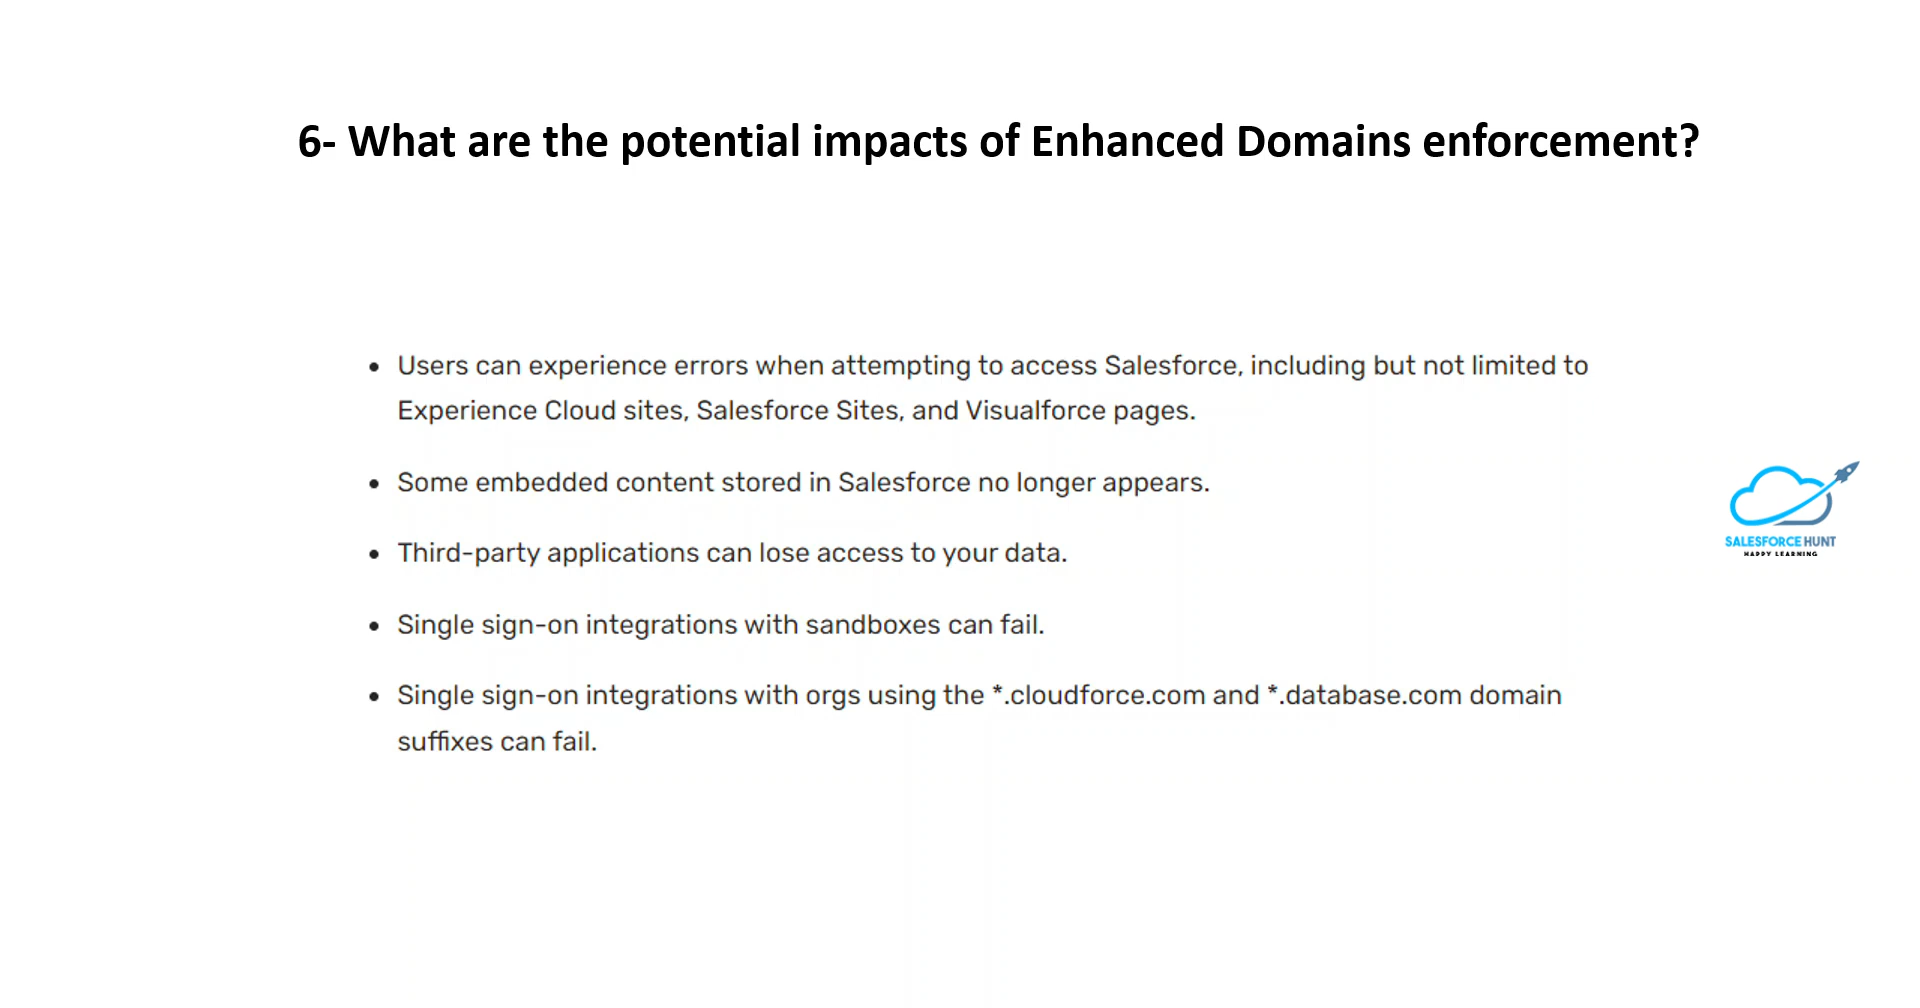 6- What are the potential impacts of Enhanced Domains enforcement?
• Users can experience errors when attempting to access Salesforce, including but not limited to
Experience Cloud sites, Salesforce Sites, and Visualforce pages.
• Some embedded content stored in Salesforce no longer appears.
• Third-party applications can lose access to your data.
• Single sign-on integrations with sandboxes can fail.
• Single sign-on integrations with orgs using the *.cloudforce.com and *.database.com domain
suffixes can fail.
SALESFORCE HUNT
HAPPY LEARNING